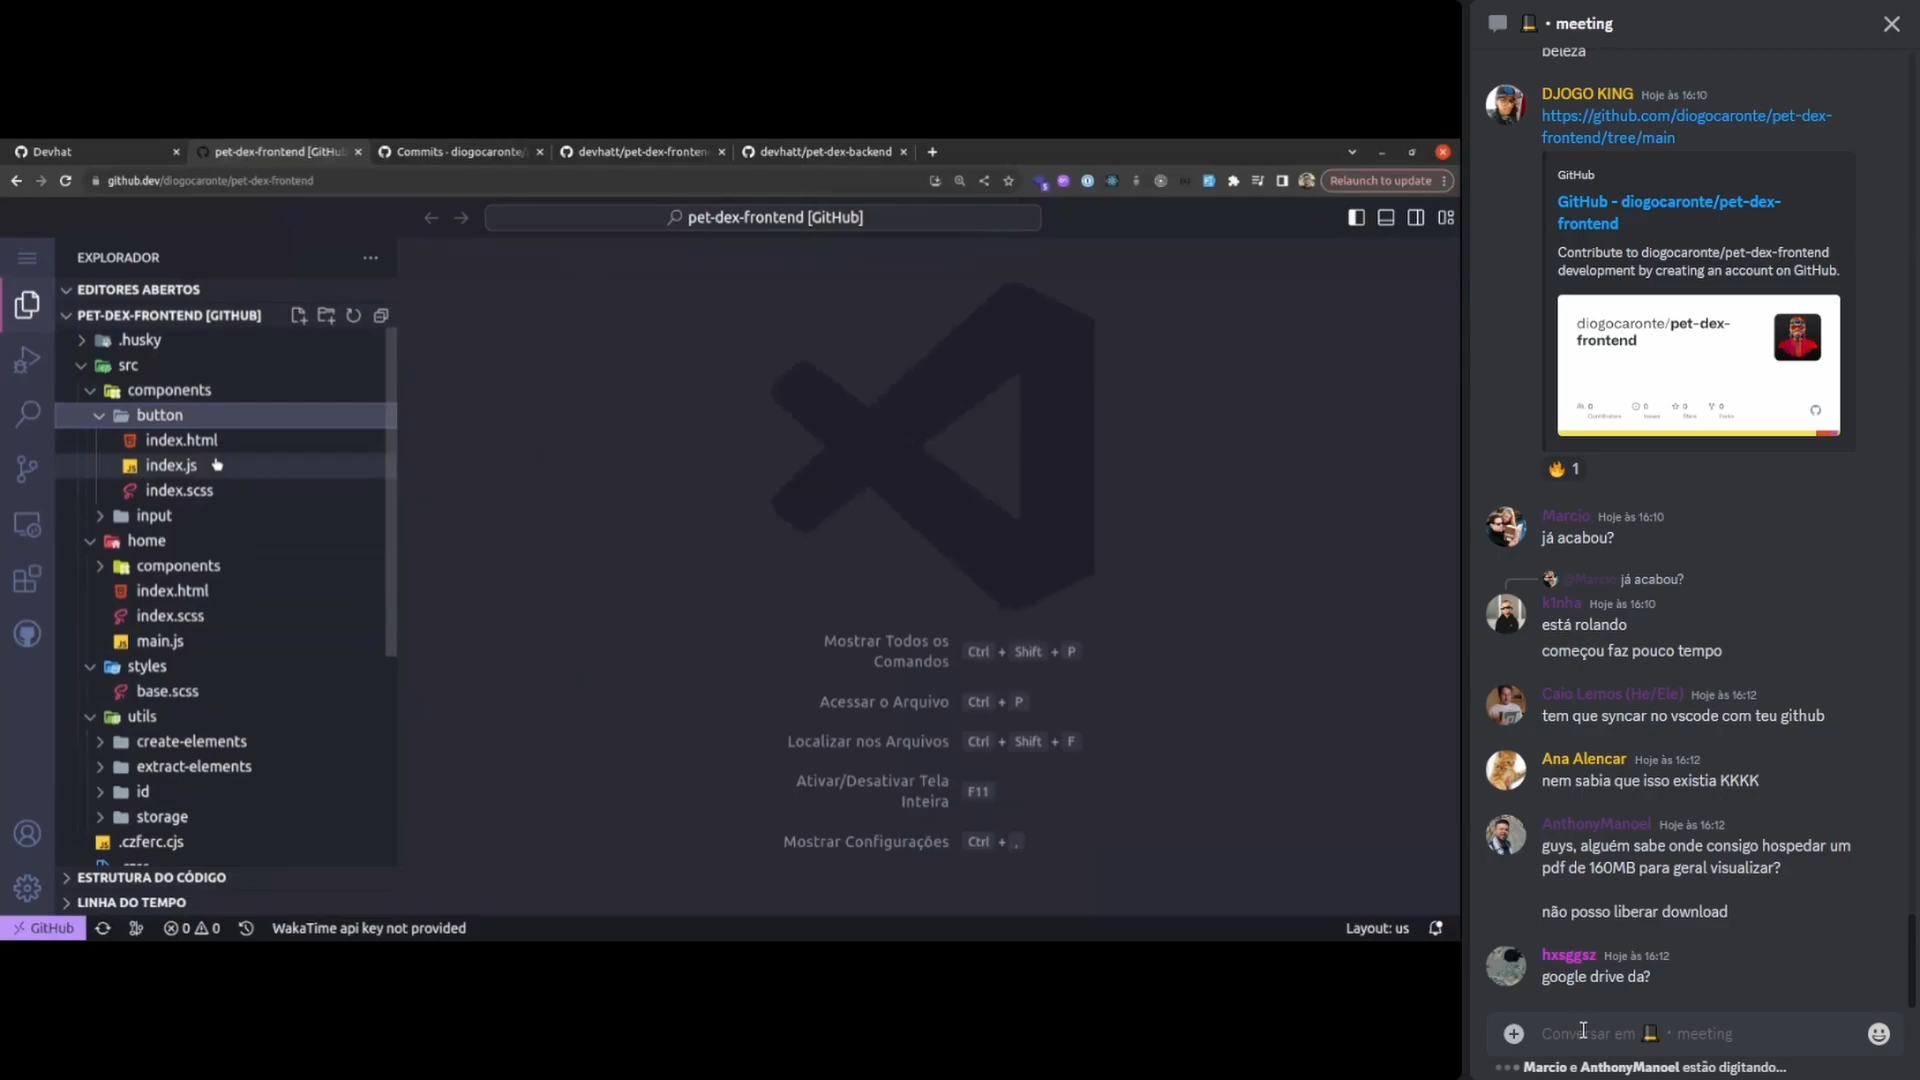 Devhat
pet-dex-frontend [GitHub
Commits - diogocaronte/
devhatt/pet-dex-fronten
devhatt/pet-dex-backend
github.dev/diogocaronte/pet-dex-frontend
Relaunch to update
pet-dex-frontend [GitHub]
EXPLORADOR
EDITORES ABERTOS
PET-DEX-FRONTEND [GITHUB]
.husky
src
components
button
index.html
index.js
index.scss
input
home
components
index.html
index.scss
main.js
styles
base.scss
utils
create-elements
extract-elements
id
storage
.czferc.cjs
ESTRUTURA DO CÓDIGO
LINHA DO TEMPO
Mostrar Todos os
Comandos
Ctrl + Shift + P
Acessar o Arquivo Ctrl + P
Localizar nos Arquivos Ctrl + Shift + F
Ativar/Desativar Tela
Inteira
F11
Mostrar Configurações Ctrl + ,
GitHub
0 0
WakaTime api key not provided
Layout: us
• meeting
beleza
DJOGO KING Hoje às 16:10
https://github.com/diogocaronte/pet-dex-
frontend/tree/main
GitHub
GitHub - diogocaronte/pet-dex-
frontend
Contribute to diogocaronte/pet-dex-frontend
development by creating an account on GitHub.
diogocaronte/pet-dex-
frontend
🔥 1
Marcio Hoje às 16:10
já acabou?
@Marcio já acabou?
k1nha Hoje às 16:10
está rolando
começou faz pouco tempo
Caio Lemos (He/Ele) Hoje às 16:12
tem que syncar no vscode com teu github
Ana Alencar Hoje às 16:12
nem sabia que isso existia KKKK
AnthonyManoel Hoje às 16:12
guys, alguém sabe onde consigo hospedar um
pdf de 160MB para geral visualizar?
não posso liberar download
hxsggsz Hoje às 16:12
google drive da?
Conversar em • meeting
Marcio e AnthonyManoel estão digitando...